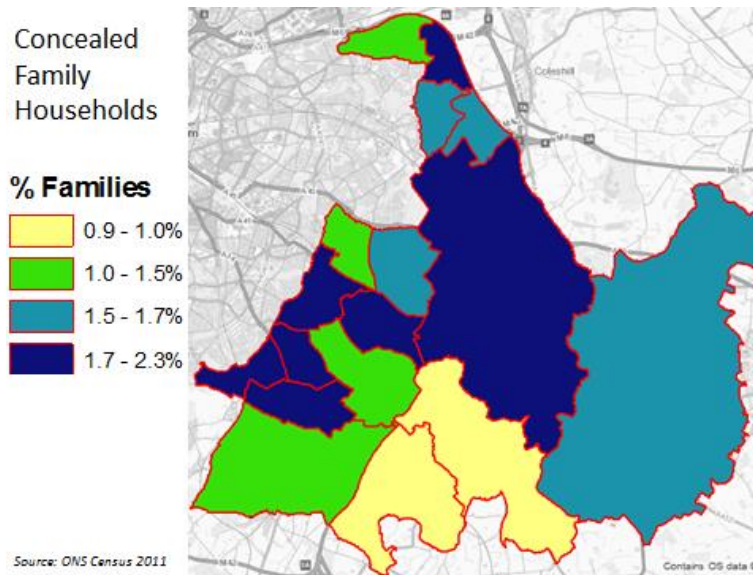 Concealed
Family
Households
% Families
0.9 - 1.0%
1.0 - 1.5%
1.5 - 1.7%
1.7 - 2.3%
Source: ONS Census 2011
Coleshill
M 42
Contains OS data